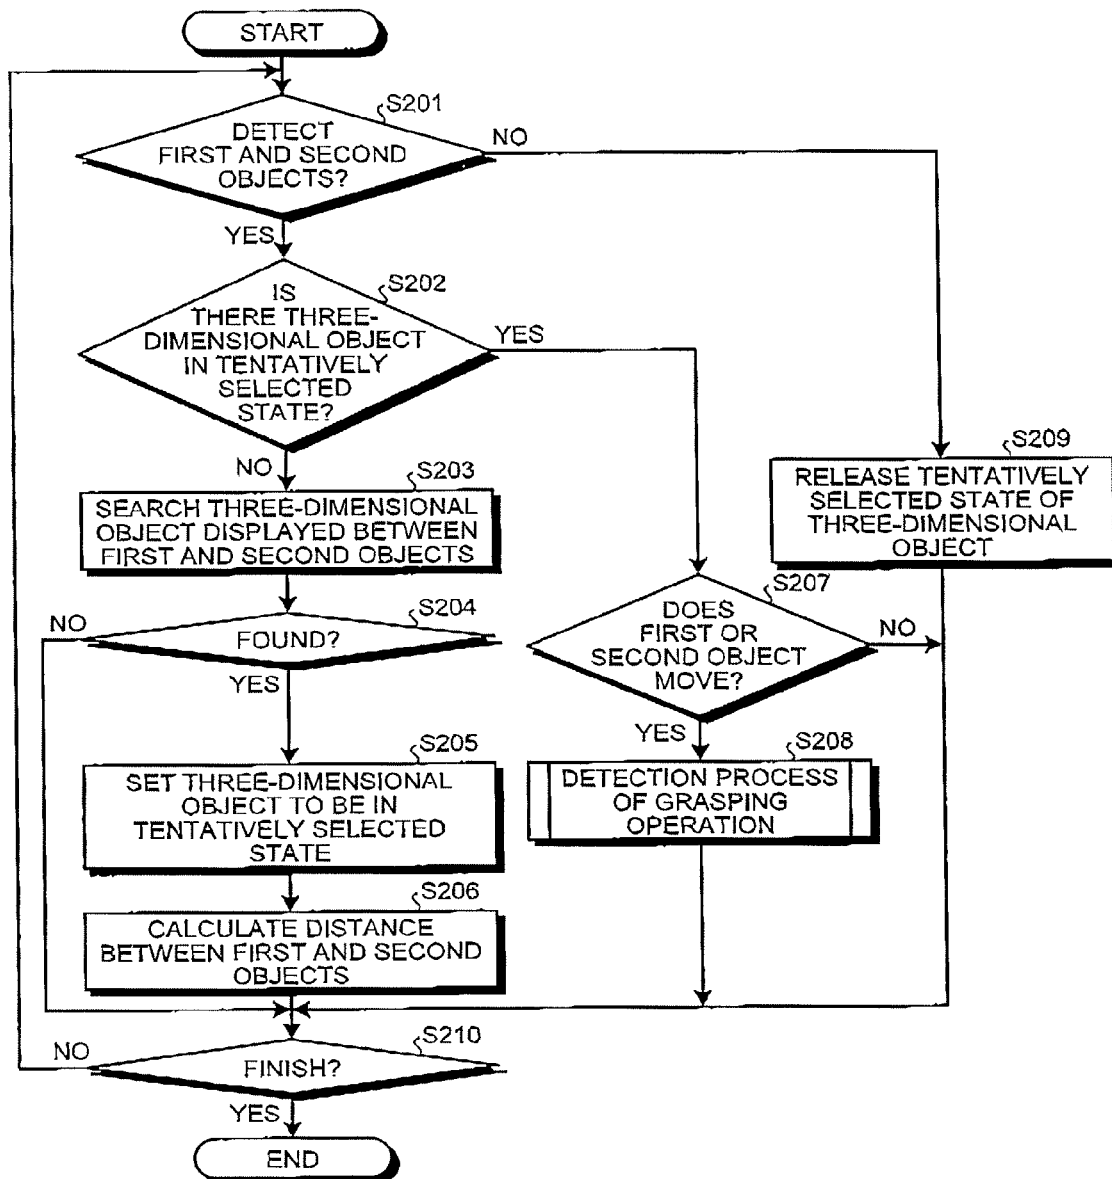 START
S201
DETECT
FIRST AND SECOND
OBJECTS?
NO
YES
S202
IS
THERE THREE-
DIMENSIONAL OBJECT
IN TENTATIVELY
SELECTED
STATE?
YES
NO
S203
SEARCH THREE-DIMENSIONAL
OBJECT DISPLAYED BETWEEN
FIRST AND SECOND OBJECTS
S209
RELEASE TENTATIVELY
SELECTED STATE OF
THREE-DIMENSIONAL
OBJECT
S204
NO
FOUND?
YES
S207
DOES
FIRST OR
SECOND OBJECT
MOVE?
NO
YES
S205
SET THREE-DIMENSIONAL
OBJECT TO BE IN
TENTATIVELY SELECTED
STATE
S208
DETECTION PROCESS
OF GRASPING
OPERATION
S206
CALCULATE DISTANCE
BETWEEN FIRST AND SECOND
OBJECTS
S210
NO
FINISH?
YES
END